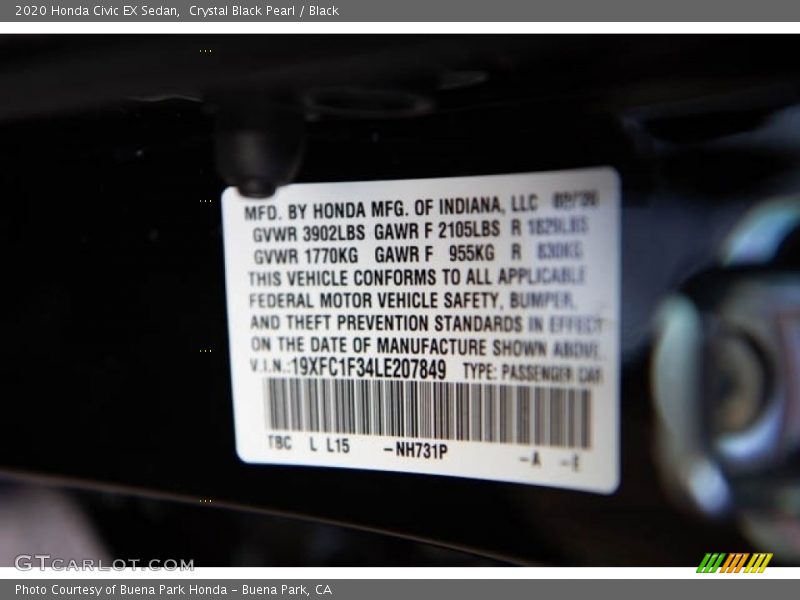 2020 Honda Civic EX Sedan,  Crystal Black Pearl / Black
MFD. BY HONDA MFG. OF INDIANA, LLC
GVWR 3902LBS GAWR F 2105LBS R 1829LBS
GVWR 1770KG GAWR F 955KG R 830KG
THIS VEHICLE CONFORMS TO ALL APPLICABLE
FEDERAL MOTOR VEHICLE SAFETY, BUMPER,
AND THEFT PREVENTION STANDARDS IN EFFECT
ON THE DATE OF MANUFACTURE SHOWN ABOVE.
V.I.N.:19XFC1F34LE207849 TYPE: PASSENGER CAR
TBC L L15 -NH731P -A -E
GTCARLOT.COM
Photo Courtesy of Buena Park Honda - Buena Park, CA